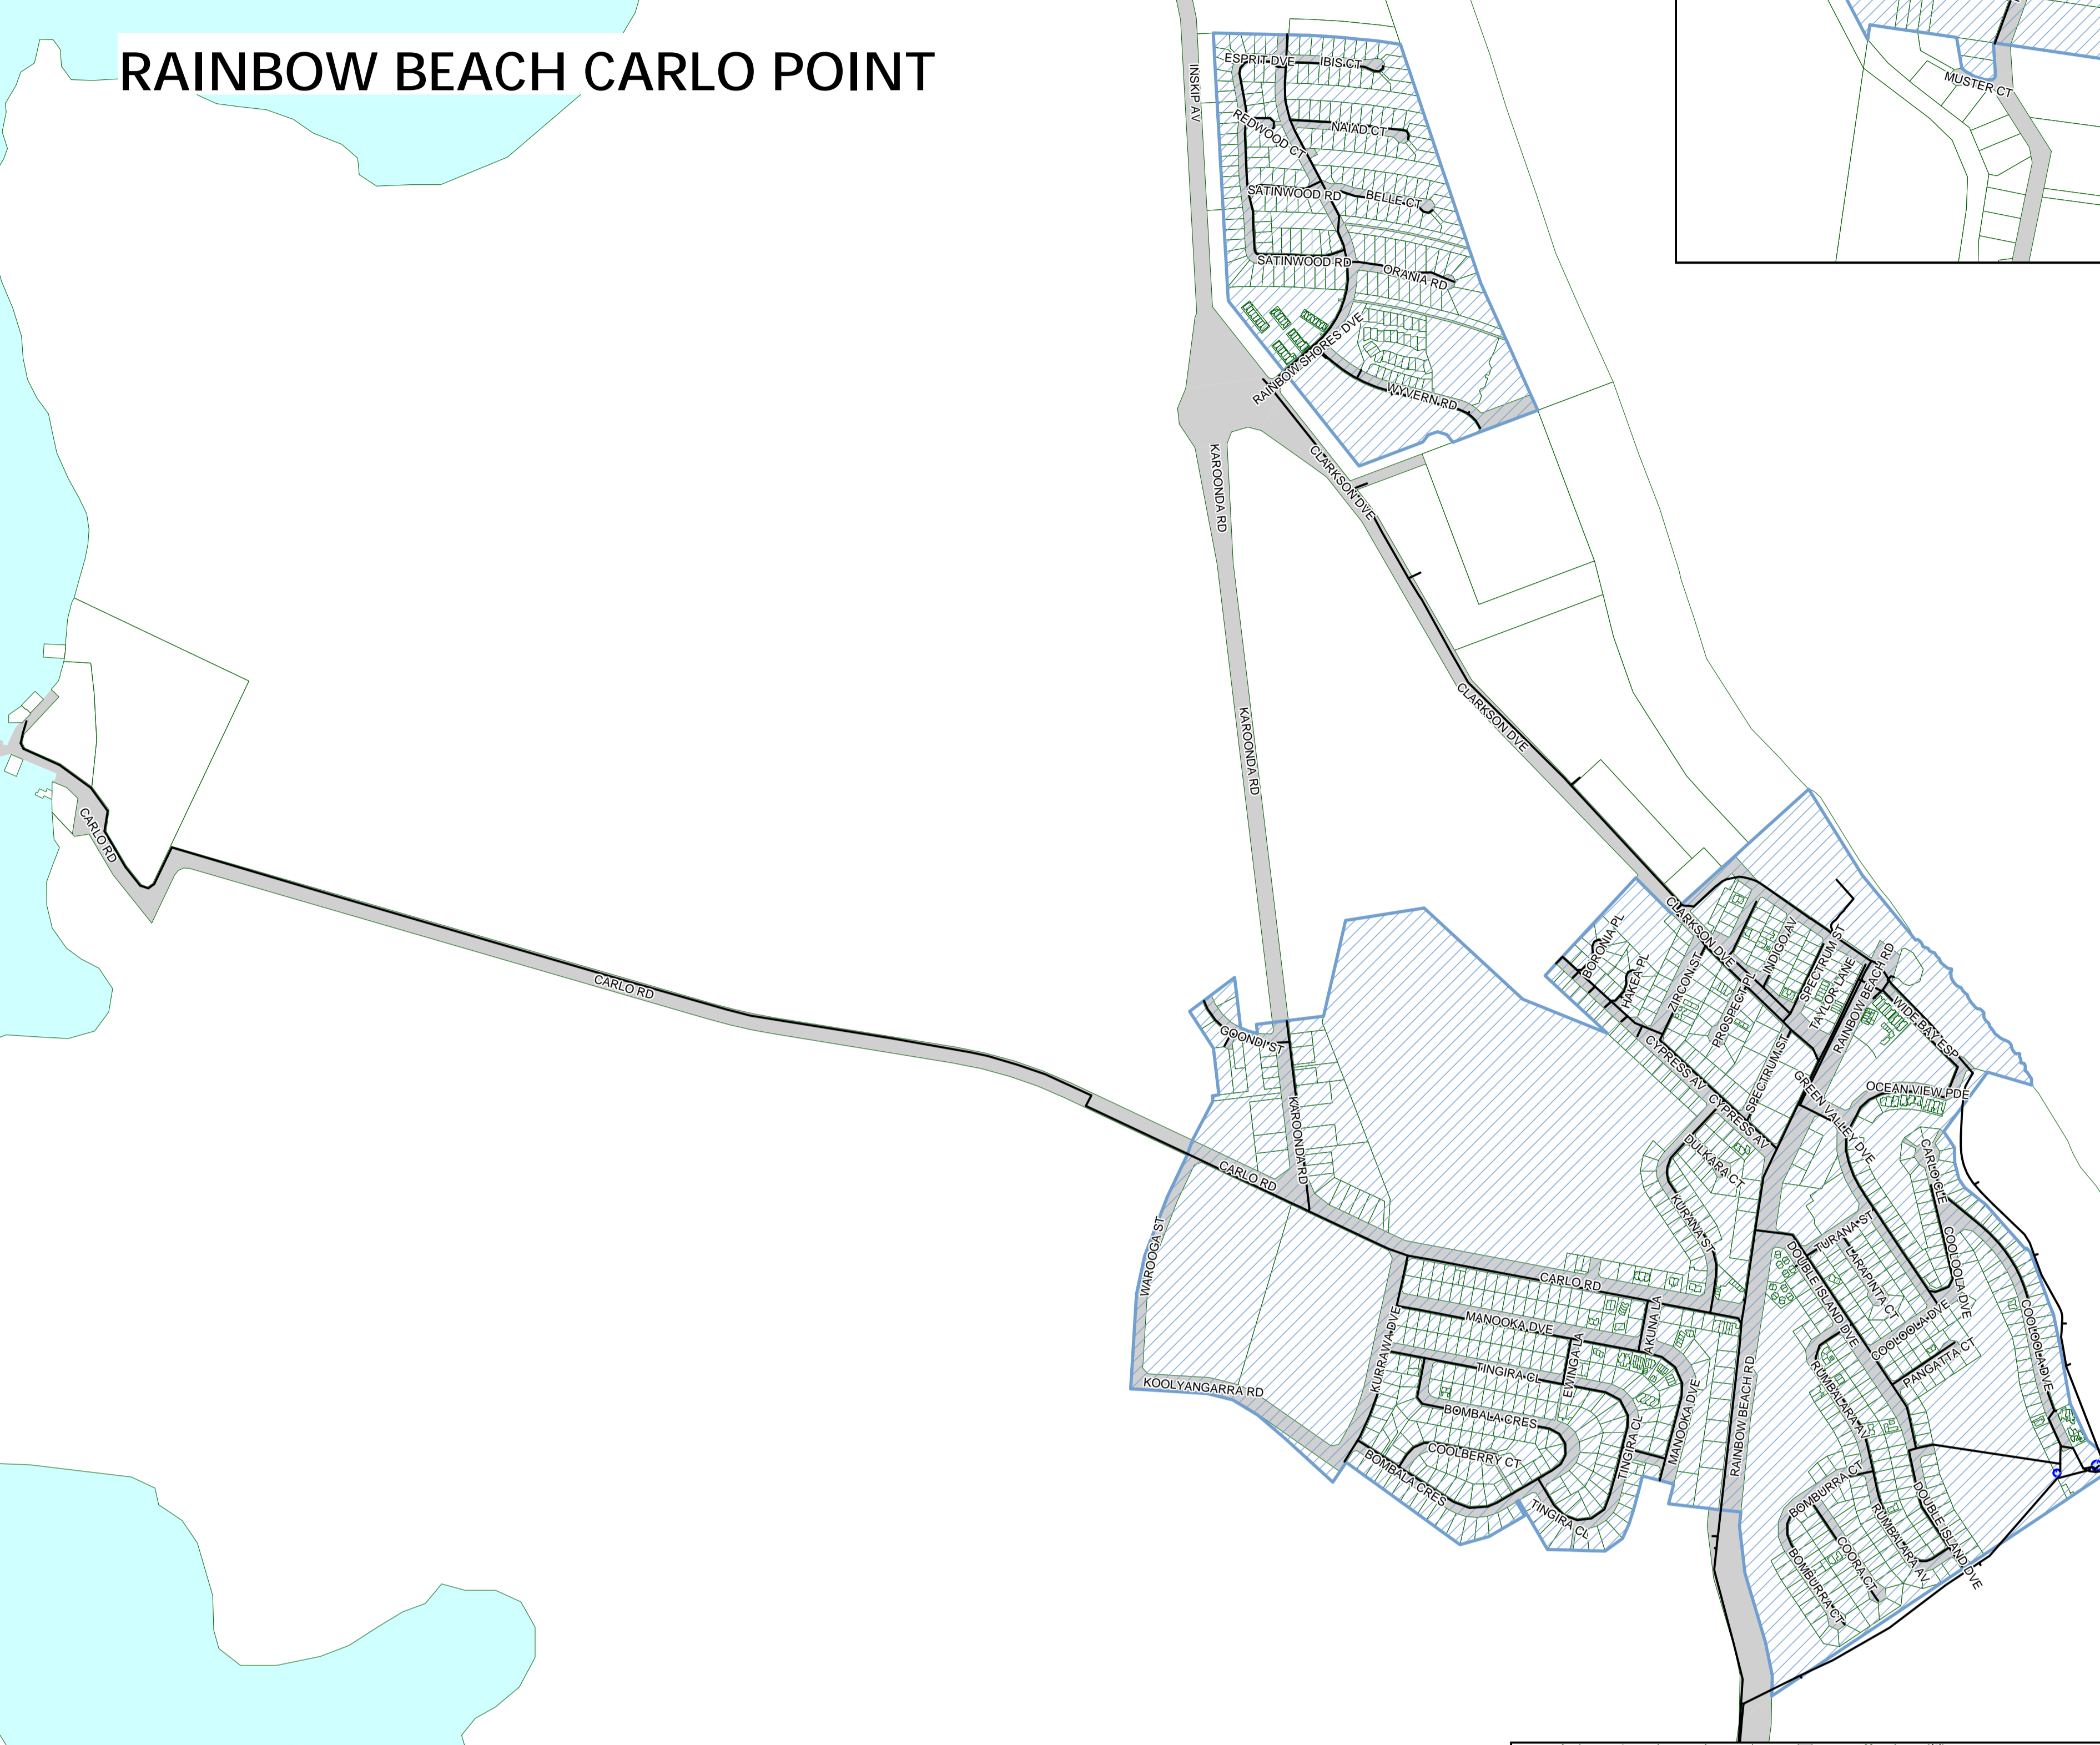 RAINBOW BEACH CARLO POINT
MUSTER CT
INSKIP AV
ESPRIT DVE
IBIS CT
REDWOOD CT
NAIAD CT
SATINWOOD RD
BELLE CT
SATINWOOD RD
ORANIA RD
RAINBOW SHORES DVE
WYVERN RD
KAROONDA RD
CLARKSON DVE
KAROONDA RD
CLARKSON DVE
CARLO RD
CARLO RD
CLARKSON DVE
BORONIA PL
HAKEA PL
ZIRCON ST
PROSPECT PL
INDIGO AV
SPECTRUM ST
TAYLOR LANE
RAINBOW BEACH RD
WIDE BAY ESP
GOONDI ST
CYPRESS AV
SPECTRUM ST
CYPRESS AV
GREEN VALLEY DVE
OCEAN VIEW PDE
KAROONDA RD
CARLO RD
DULKARA CT
KURANA ST
CARLO CLE
WAROOGA ST
TURANA ST
LARAPINTA CT
DOUBLE ISLAND DVE
COOLOOLA DVE
COOLOOLA DVE
COOLOOLA DVE
PANGATTA CT
CARLO RD
MANOOKA DVE
AKUNA LA
EWINGA LA
KURRAWA DVE
TINGIRA CL
KOOLYANGARRA RD
BOMBALA CRES
MANOOKA DVE
RAINBOW BEACH RD
RUMBALARA AV
COOLBERRY CT
TINGIRA CL
BOMBALA CRES
TINGIRA CL
BOMBURRA CT
RUMBALARA AV
DOUBLE ISLAND DVE
COORA CT
BOMBURRA CT